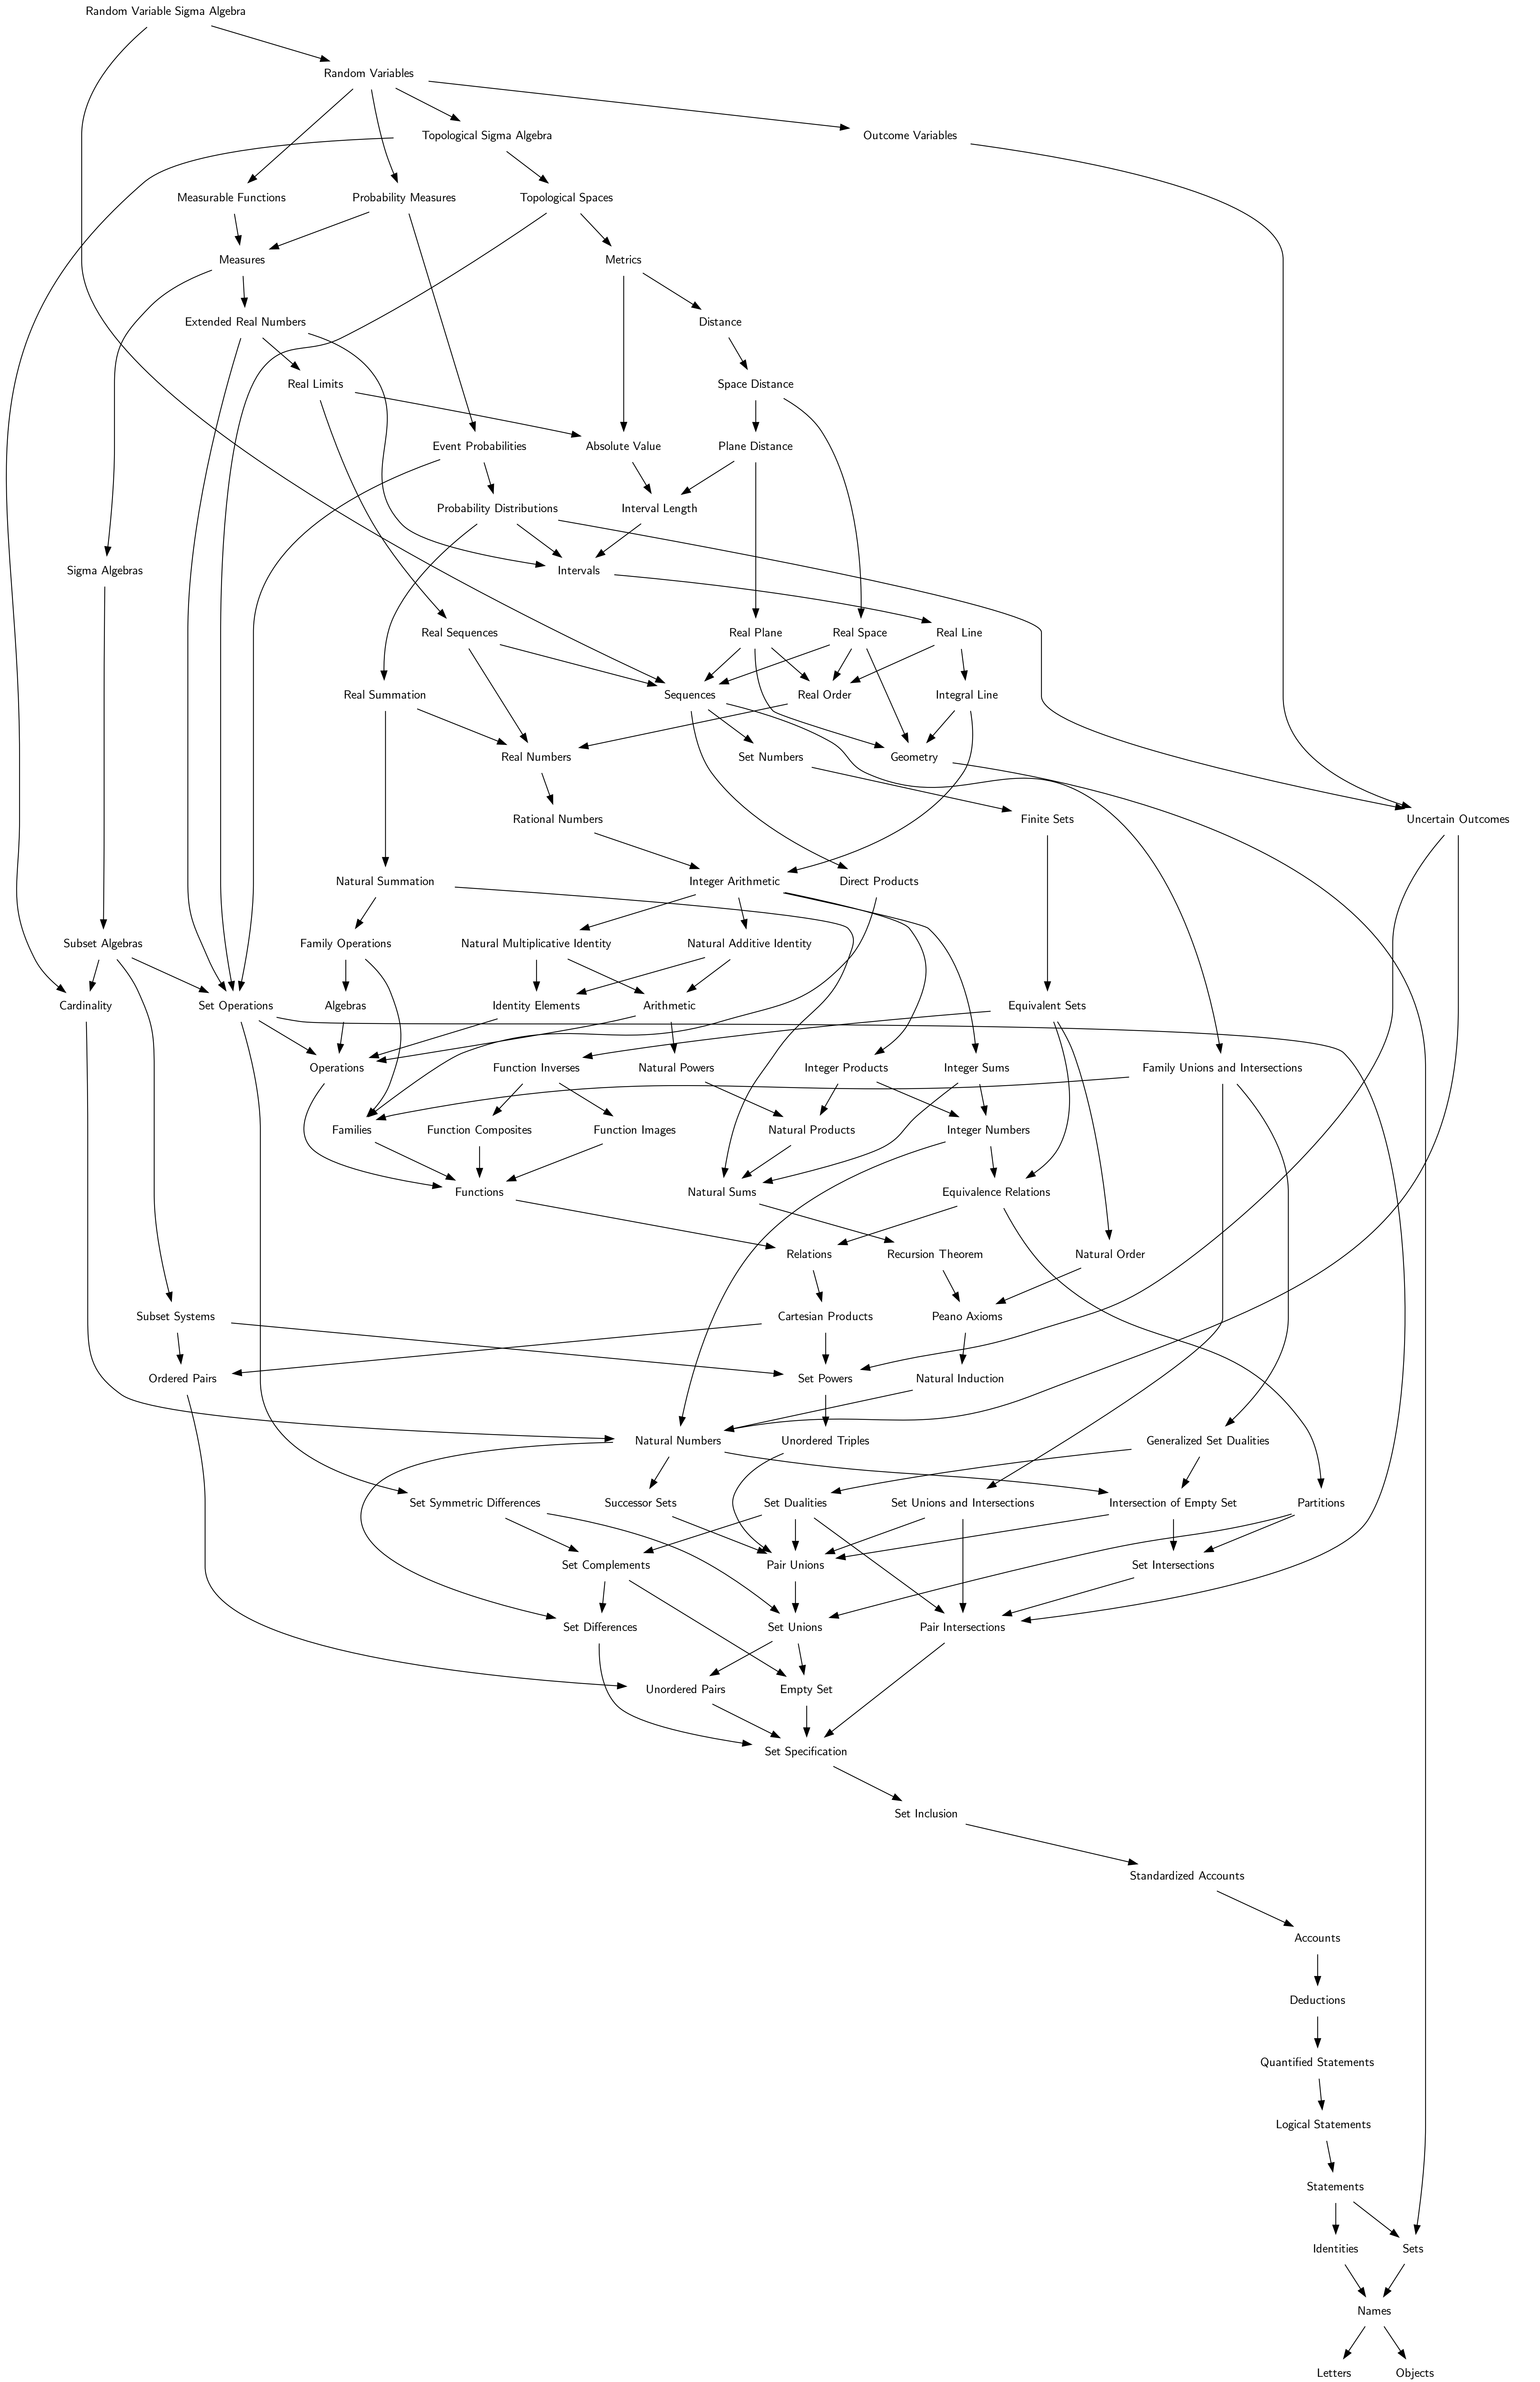 Random Variable Sigma Algebra
Random Variables
Topological Sigma Algebra
Outcome Variables
Measurable Functions
Probability Measures
Topological Spaces
Measures
Metrics
Extended Real Numbers
Distance
Real Limits
Space Distance
Event Probabilities
Absolute Value
Plane Distance
Probability Distributions
Interval Length
Sigma Algebras
Intervals
Real Sequences
Real Plane
Real Space
Real Line
Real Summation
Sequences
Real Order
Integral Line
Real Numbers
Set Numbers
Geometry
Rational Numbers
Finite Sets
Uncertain Outcomes
Natural Summation
Integer Arithmetic
Direct Products
Subset Algebras
Family Operations
Natural Multiplicative Identity
Natural Additive Identity
Cardinality
Set Operations
Algebras
Identity Elements
Arithmetic
Equivalent Sets
Operations
Function Inverses
Natural Powers
Integer Products
Integer Sums
Family Unions and Intersections
Families
Function Composites
Function Images
Natural Products
Integer Numbers
Functions
Natural Sums
Equivalence Relations
Relations
Recursion Theorem
Natural Order
Subset Systems
Cartesian Products
Peano Axioms
Ordered Pairs
Set Powers
Natural Induction
Natural Numbers
Unordered Triples
Generalized Set Dualities
Set Symmetric Differences
Successor Sets
Set Dualities
Set Unions and Intersections
Intersection of Empty Set
Partitions
Set Complements
Pair Unions
Set Intersections
Set Differences
Set Unions
Pair Intersections
Unordered Pairs
Empty Set
Set Specification
Set Inclusion
Standardized Accounts
Accounts
Deductions
Quantified Statements
Logical Statements
Statements
Identities
Sets
Names
Letters
Objects